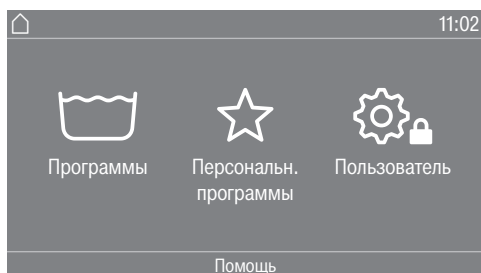 11:02
Программы
Персональн.
программы
Пользователь
Помощь